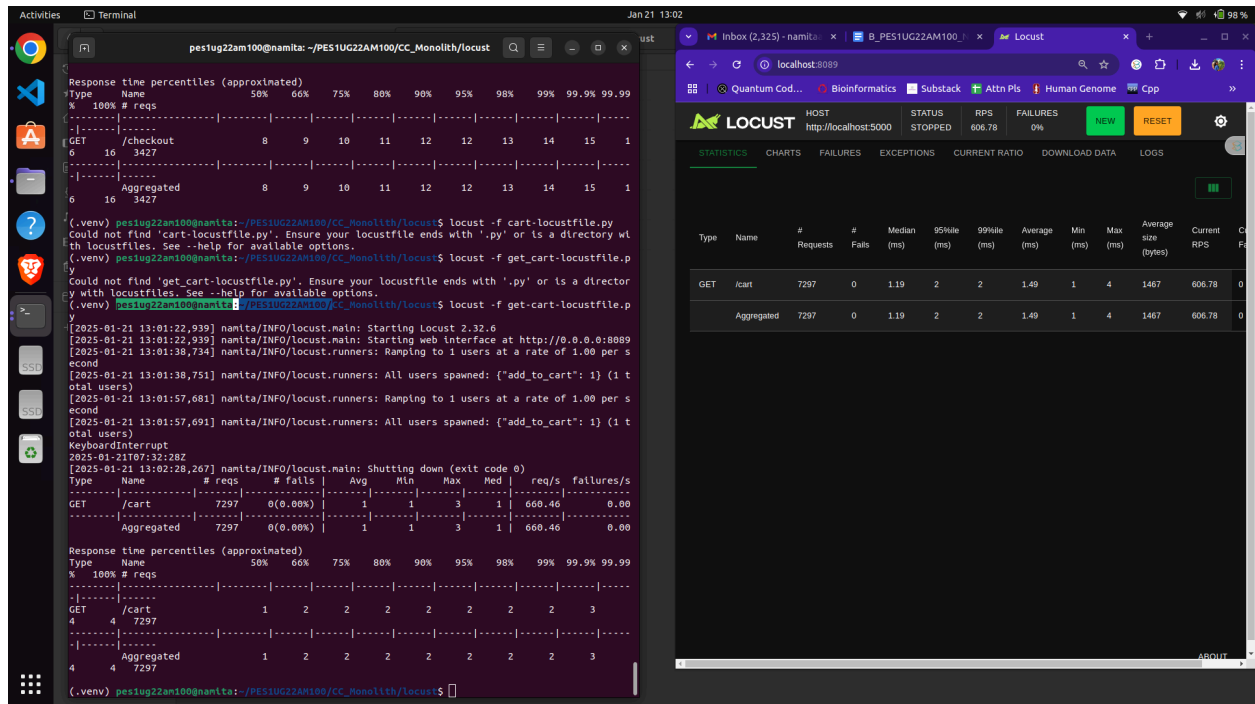 Activities
Terminal
Jan 21 13:02
98 %
pes1ug22am100@namita: ~/PES1UG22AM100/CC_Monolith/locust
Response time percentiles (approximated)
Type     Name     50%    66%    75%    80%    90%    95%    98%    99%  99.9% 99.99
%   100% # reqs
--------|----------------|--------|------|------|------|------|------|------|------|------|-----
-|------|------
GET      /checkout     8      9     10     11     12     12     13     14     15      1
6     16   3427
--------|----------------|--------|------|------|------|------|------|------|------|------|-----
-|------|------
         Aggregated     8      9     10     11     12     12     13     14     15      1
6     16   3427
(.venv) pes1ug22am100@namita:~/PES1UG22AM100/CC_Monolith/locust$ locust -f cart-locustfile.py
Could not find 'cart-locustfile.py'. Ensure your locustfile ends with '.py' or is a directory wi
th locustfiles. See --help for available options.
(.venv) pes1ug22am100@namita:~/PES1UG22AM100/CC_Monolith/locust$ locust -f get_cart-locustfile.p
y
Could not find 'get_cart-locustfile.py'. Ensure your locustfile ends with '.py' or is a director
y with locustfiles. See --help for available options.
(.venv) pes1ug22am100@namita:~/PES1UG22AM100/CC_Monolith/locust$ locust -f get-cart-locustfile.p
y
[2025-01-21 13:01:22,939] namita/INFO/locust.main: Starting Locust 2.32.6
[2025-01-21 13:01:22,939] namita/INFO/locust.main: Starting web interface at http://0.0.0.0:8089
[2025-01-21 13:01:38,734] namita/INFO/locust.runners: Ramping to 1 users at a rate of 1.00 per s
econd
[2025-01-21 13:01:38,751] namita/INFO/locust.runners: All users spawned: {"add_to_cart": 1} (1 t
otal users)
[2025-01-21 13:01:57,681] namita/INFO/locust.runners: Ramping to 1 users at a rate of 1.00 per s
econd
[2025-01-21 13:01:57,691] namita/INFO/locust.runners: All users spawned: {"add_to_cart": 1} (1 t
otal users)
KeyboardInterrupt
2025-01-21T07:32:28Z
[2025-01-21 13:02:28,267] namita/INFO/locust.main: Shutting down (exit code 0)
Type     Name     # reqs     # fails |    Avg     Min     Max    Med |   req/s  failures/s
--------|------------|-------|-------------|-------|-------|-------|-------|--------|-----------
GET      /cart     7297     0(0.00%) |      1       1       3      1 |  660.46        0.00
--------|------------|-------|-------------|-------|-------|-------|-------|--------|-----------
         Aggregated     7297     0(0.00%) |      1       1       3      1 |  660.46        0.00
Response time percentiles (approximated)
Type     Name     50%    66%    75%    80%    90%    95%    98%    99%  99.9% 99.99
%   100% # reqs
--------|----------------|--------|------|------|------|------|------|------|------|------|-----
-|------|------
GET      /cart     1      2      2      2      2      2      2      2      3
4      4   7297
--------|----------------|--------|------|------|------|------|------|------|------|------|-----
-|------|------
         Aggregated     1      2      2      2      2      2      2      2      3
4      4   7297
(.venv) pes1ug22am100@namita:~/PES1UG22AM100/CC_Monolith/locust$
SSD
SSD
ust
Inbox (2,325) - namita
B_PES1UG22AM100_
Locust
localhost:8089
Quantum Cod...
Bioinformatics
Substack
Attn Pls
Human Genome
Cpp
LOCUST
HOST
http://localhost:5000
STATUS
STOPPED
RPS
606.78
FAILURES
0%
NEW
RESET
STATISTICS CHARTS FAILURES EXCEPTIONS CURRENT RATIO DOWNLOAD DATA LOGS
Type Name # Requests # Fails Median (ms) 95%ile (ms) 99%ile (ms) Average (ms) Min (ms) Max (ms) Average size (bytes) Current RPS
GET /cart 7297 0 1.19 2 2 1.49 1 4 1467 606.78 0
Aggregated 7297 0 1.19 2 2 1.49 1 4 1467 606.78 0
ABOUT